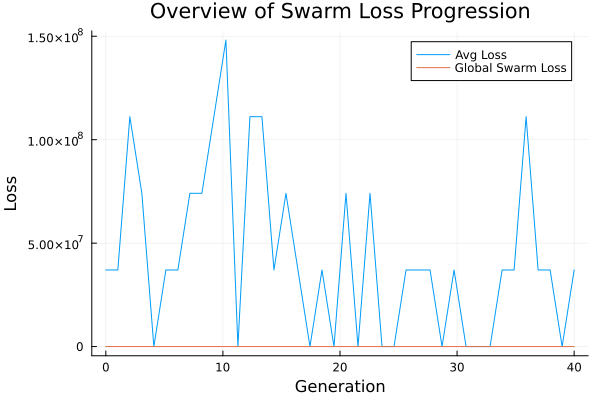 Overview of Swarm Loss Progression
1.50×10⁸
1.00×10⁸
5.00×10⁷
0
Loss
Avg Loss
Global Swarm Loss
0 10 20 30 40
Generation